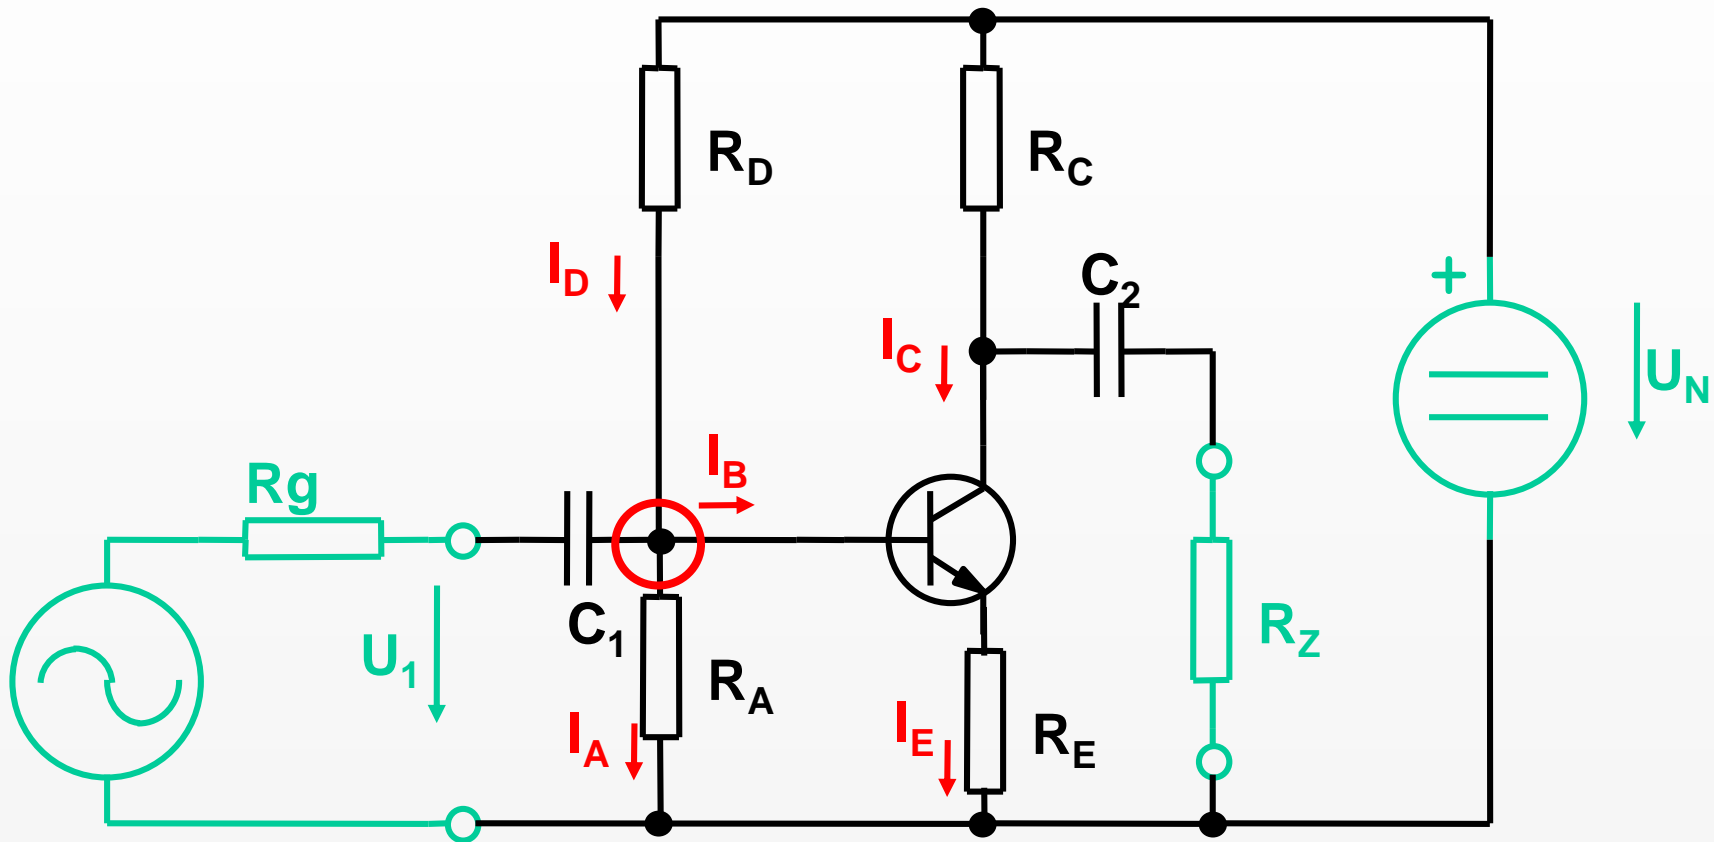 R_D
R_C
I_D
C_2
I_C
+
U_N
I_B
Rg
C_1
R_Z
U_1
R_A
I_A
I_E
R_E